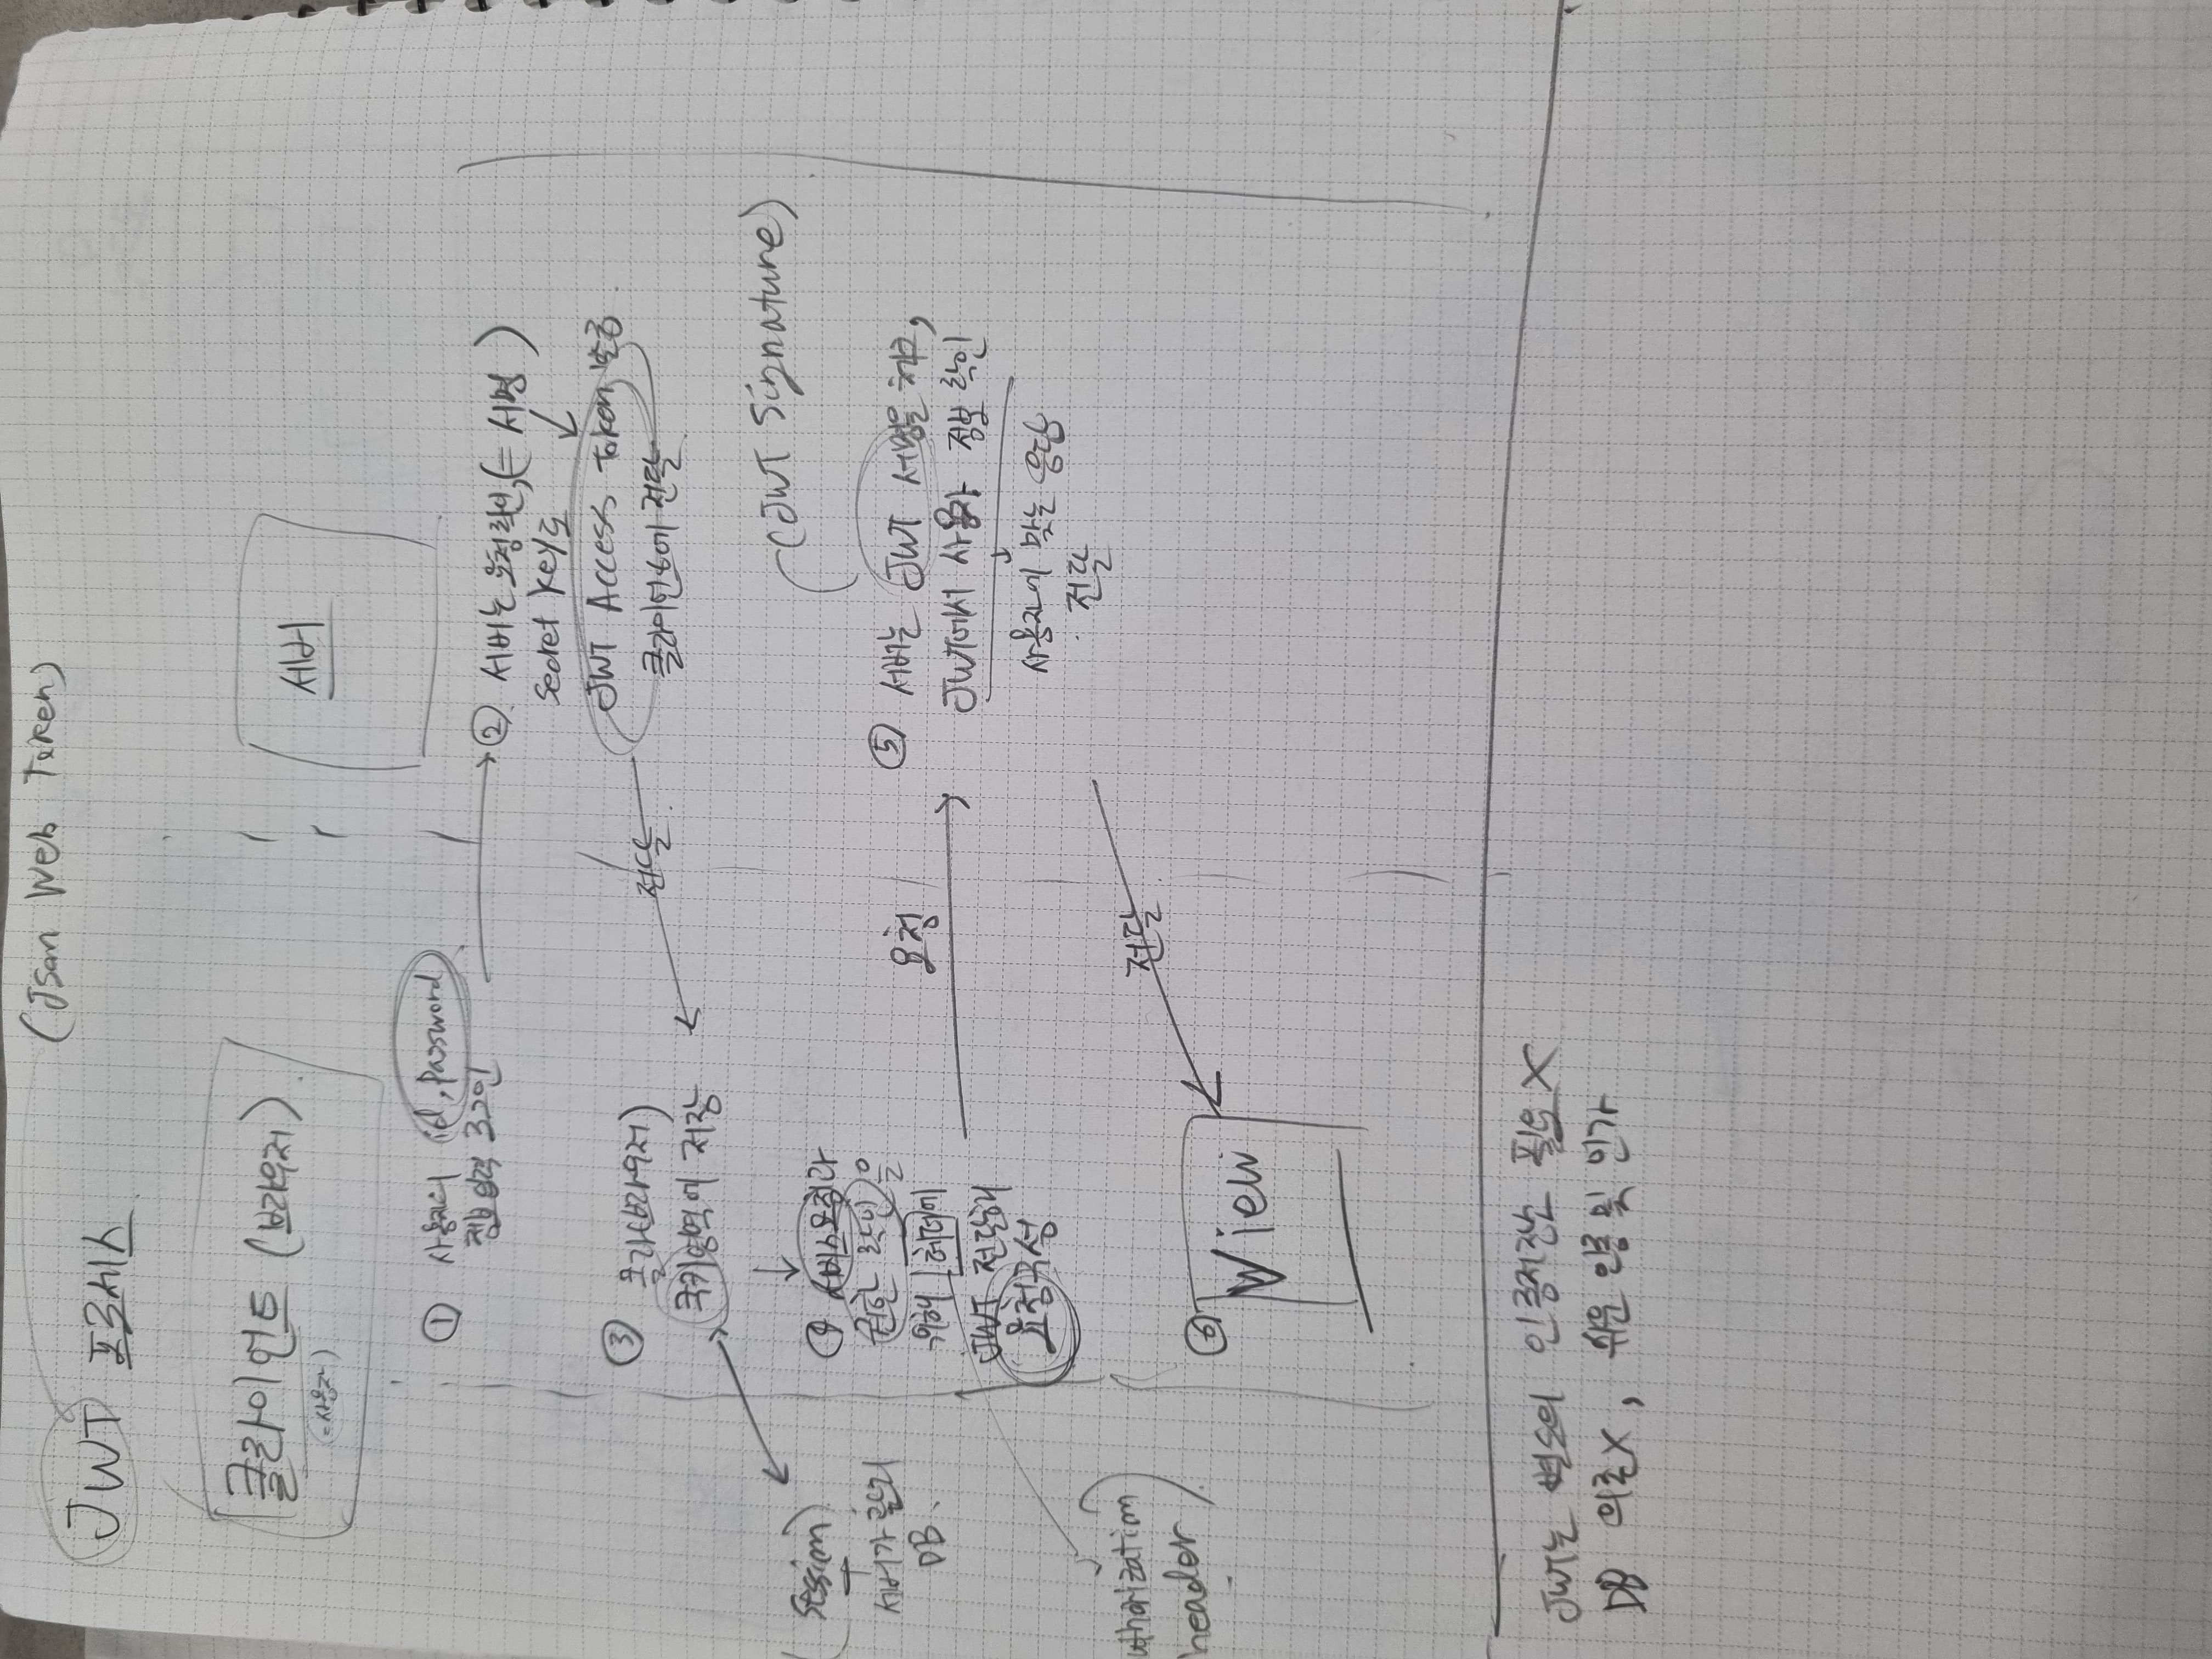 (JSON Web Token)
JWT 프로세스
클라이언트 (브라우저)
(=사용자)
서버
① 사용자의 id, password
정보입력 로그인
② 서버는 요청확인, (= 서명)
secret key로
JWT Access Token 발급
클라이언트에 전달
전달
③ 클라(브라우저)
쿠키영역에 저장
(Session)
서버가 관리
DB.
(JWT Signature)
④ 서비스요청과
권한 확인을
위해 헤더에
JWT 전달해
요청구성
요청
⑤ 서버는 JWT 서명을 체크,
JWT에서 사용자 정보 확인
사용자에 맞는 응답
전달
uthorization
header)
전달
⑥ View
JWT는 별도의 인증저장소 필요 X
DB 의존X, 쉬운 인증 및 인가